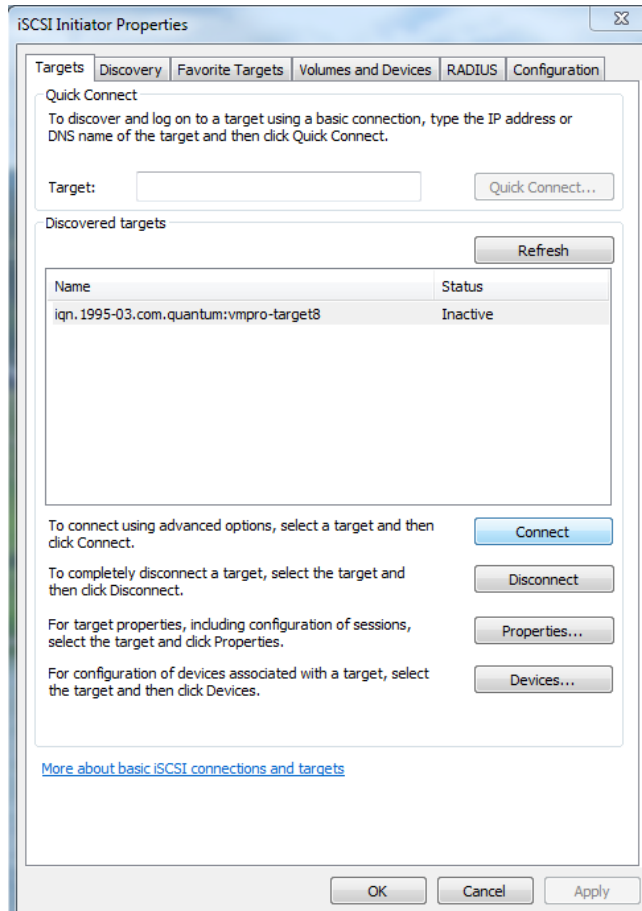 iSCSI Initiator Properties
Targets Discovery Favorite Targets Volumes and Devices RADIUS Configuration
Quick Connect
To discover and log on to a target using a basic connection, type the IP address or
DNS name of the target and then click Quick Connect.
Target: Quick Connect...
Discovered targets
Refresh
Name Status
iqn.1995-03.com.quantum:vmpro-target8 Inactive
To connect using advanced options, select a target and then
click Connect.
Connect
To completely disconnect a target, select the target and
then click Disconnect.
Disconnect
For target properties, including configuration of sessions,
select the target and click Properties.
Properties...
For configuration of devices associated with a target, select
the target and then click Devices.
Devices...
More about basic iSCSI connections and targets
OK Cancel Apply